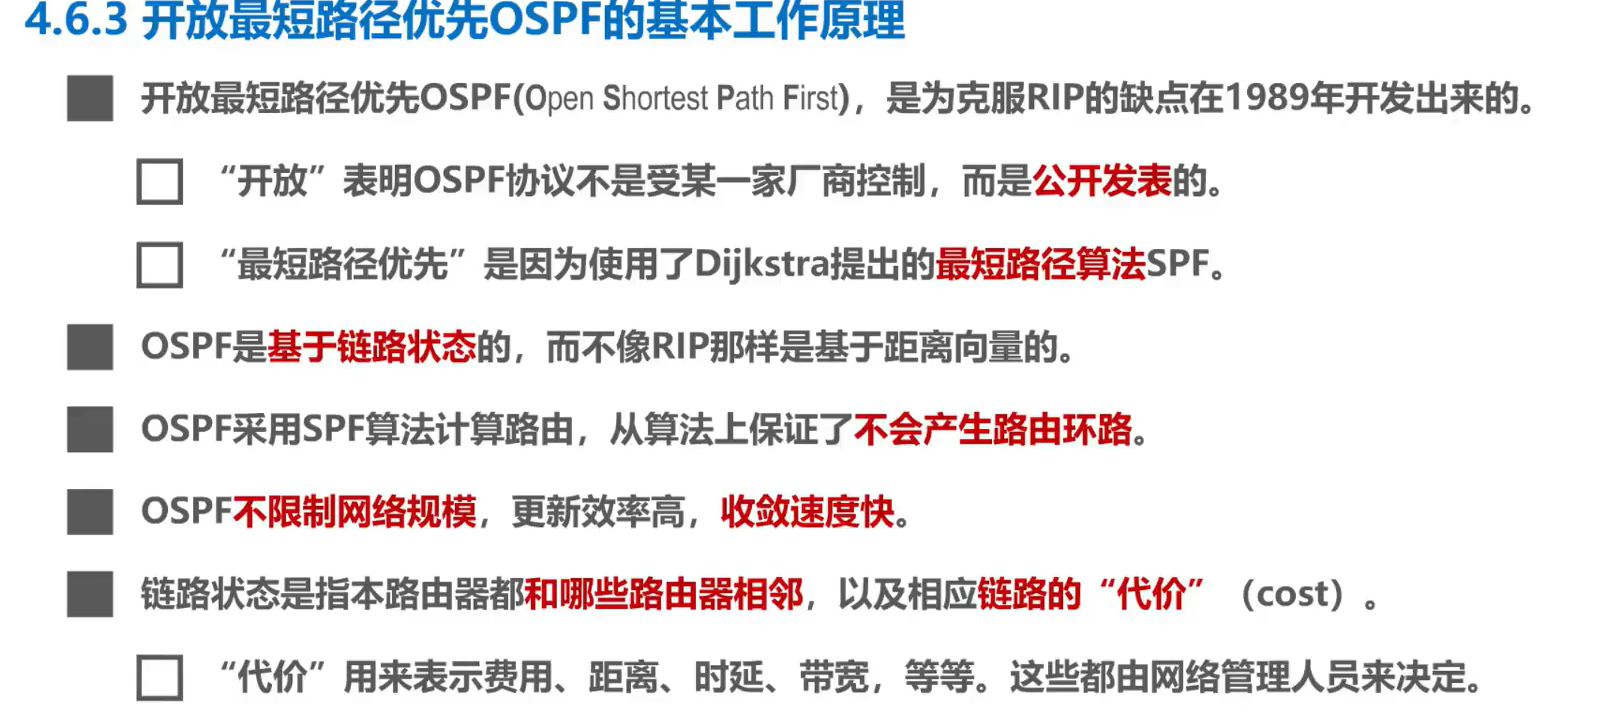 4.6.3 开放最短路径优先OSPF的基本工作原理
开放最短路径优先OSPF(Open Shortest Path First)，是为克服RIP的缺点在1989年开发出来的。
“开放”表明OSPF协议不是受某一家厂商控制，而是公开发表的。
“最短路径优先”是因为使用了Dijkstra提出的最短路径算法SPF。
OSPF是基于链路状态的，而不像RIP那样是基于距离向量的。
OSPF采用SPF算法计算路由，从算法上保证了不会产生路由环路。
OSPF不限制网络规模，更新效率高，收敛速度快。
链路状态是指本路由器都和哪些路由器相邻，以及相应链路的“代价”（cost）。
“代价”用来表示费用、距离、时延、带宽，等等。这些都由网络管理人员来决定。